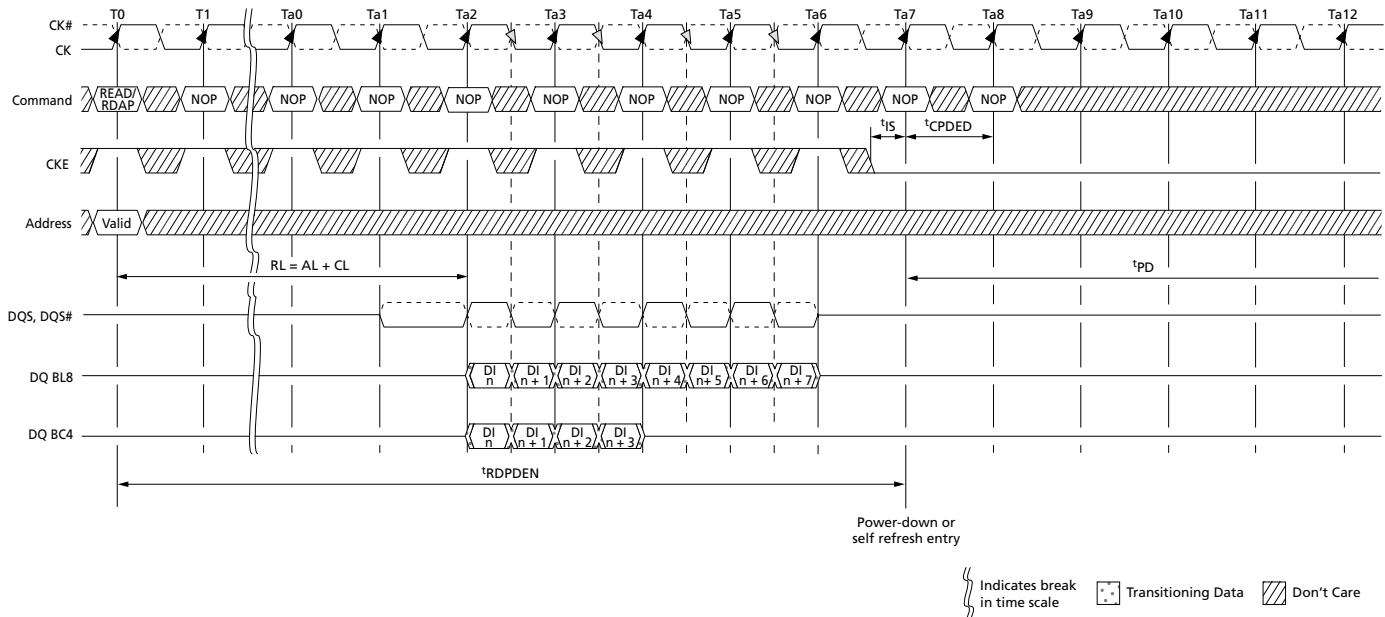 T0 T1 Ta0 Ta1 Ta2 Ta3 Ta4 Ta5 Ta6 Ta7 Ta8 Ta9 Ta10 Ta11 Ta12
CK#
CK
Command READ/ RDAP NOP NOP NOP NOP NOP NOP NOP NOP NOP NOP
tIS tCPDED
CKE
Address Valid
RL = AL + CL tPD
DQS, DQS#
DQ BL8 DI n DI n + 1 DI n + 2 DI n + 3 DI n + 4 DI n + 5 DI n + 6 DI n + 7
DQ BC4 DI n DI n + 1 DI n + 2 DI n + 3
tRDPDEN
Power-down or
self refresh entry
Indicates break
in time scale
Transitioning Data
Don't Care